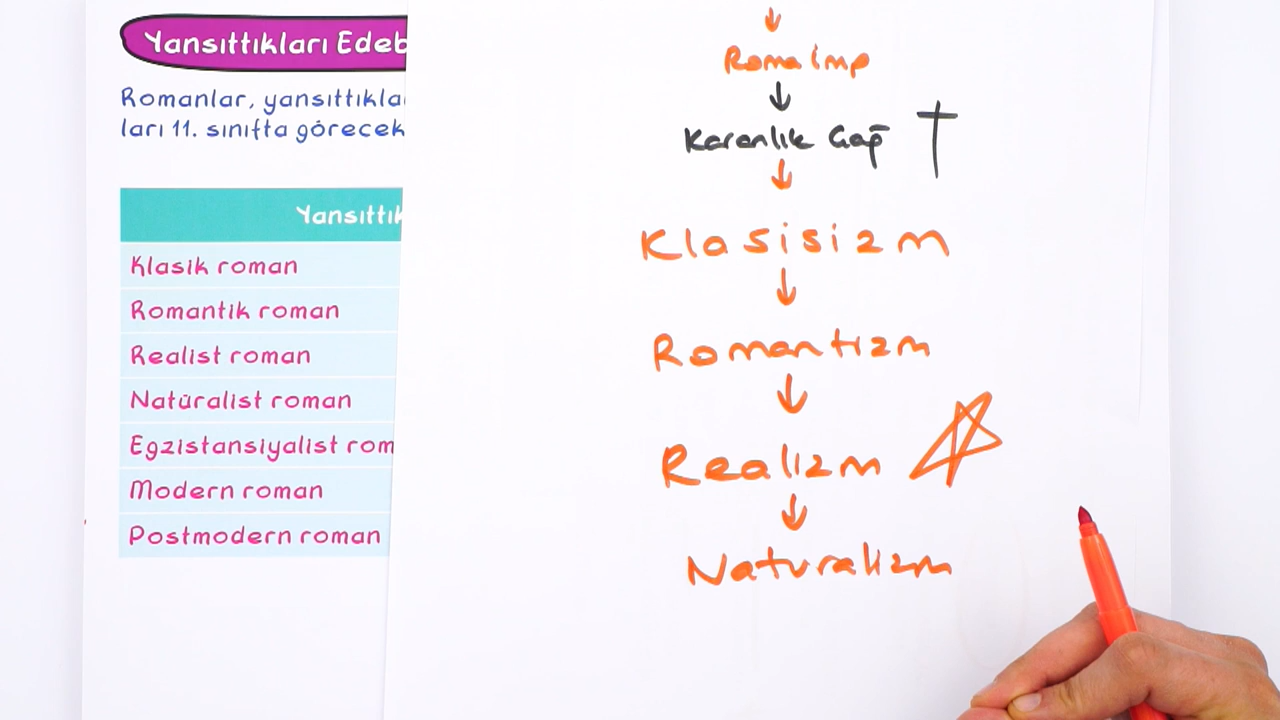 Yansıttıkları Edeb
Romanlar, yansıttıkla
ları 11. sınıfta görecek
Yansıttık
Klasik roman
Romantik roman
Realist roman
Natüralist roman
Egzistansiyalist rom
Modern roman
Postmodern roman
Roma İmp
Karanlık Çağ
Klasisizm
Romantizm
Realizm
Naturalizm